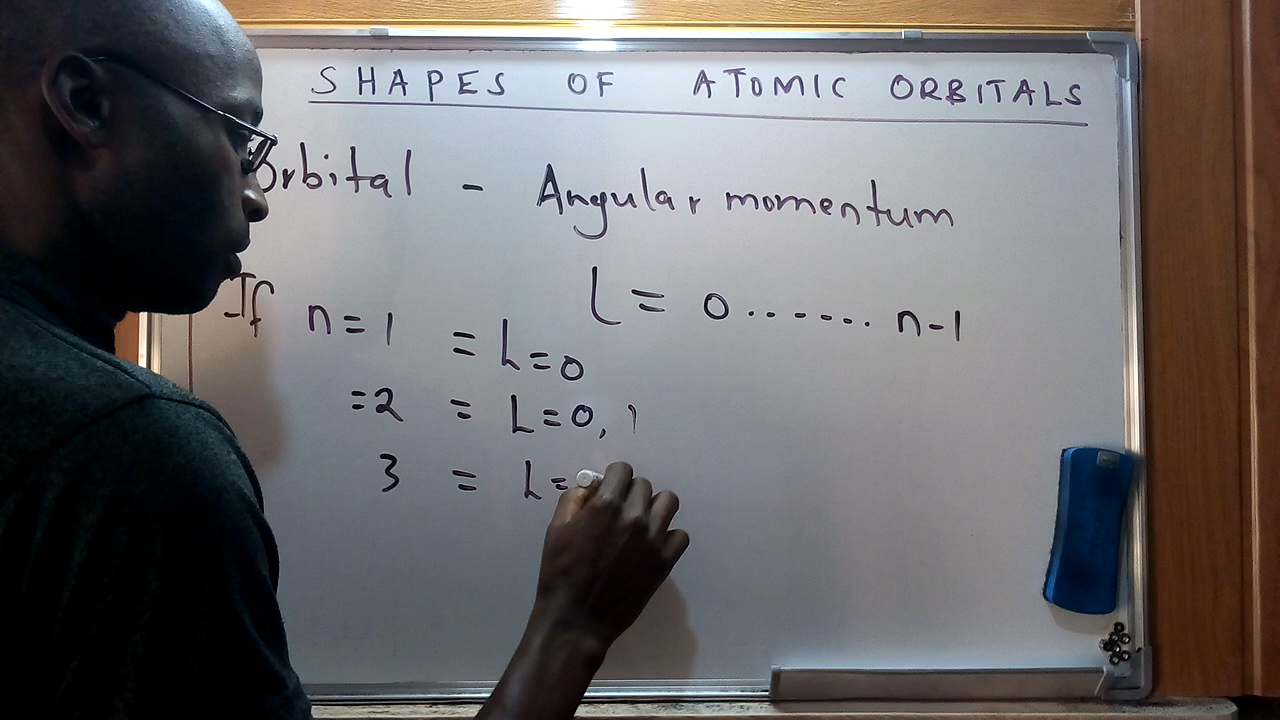 SHAPES OF ATOMIC ORBITALS
Orbital - Angular momentum
l = 0 ...... n-1
If n = 1 = L=0
=2 = L=0, 1
3 = L=